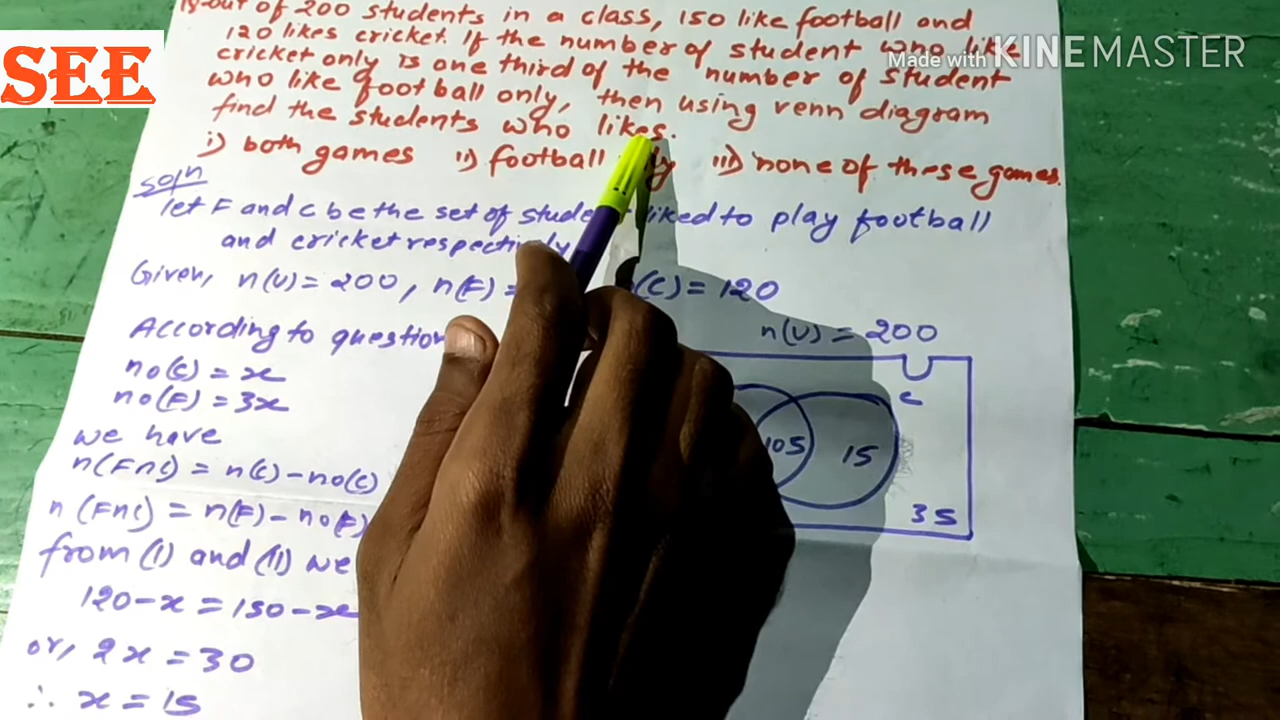 out of 200 students in a class, 150 like football and
120 likes cricket. If the number of student who like
cricket only is one third of the number of student
who like football only, then using venn diagram
find the students who likes.
i) both games ii) football iii) none of these games.
SEE
Made with KINEMASTER
Soln
let F and C be the set of stude liked to play football
and cricket respectively
Given, n(U) = 200, n(F) = (C) = 120
According to question
no(C) = x
no(F) = 3x
we have
n(FnC) = n(C) - no(C)
n(FnC) = n(F) - no(F)
from (I) and (II) we
120 - x = 150 - x
or, 2x = 30
∴ x = 15
n(U) = 200
C
105
15
35